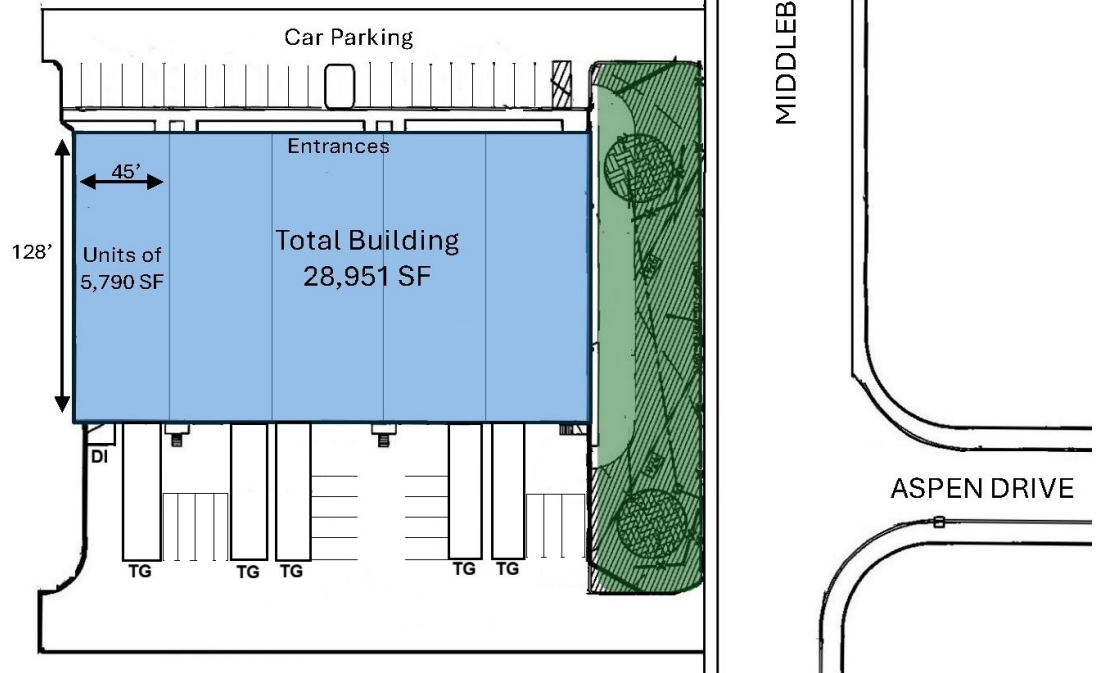 Car Parking
MIDDLEB
Entrances
45’
128’
Units of
5,790 SF
Total Building
28,951 SF
DI
TG
TG
TG
TG
TG
ASPEN DRIVE